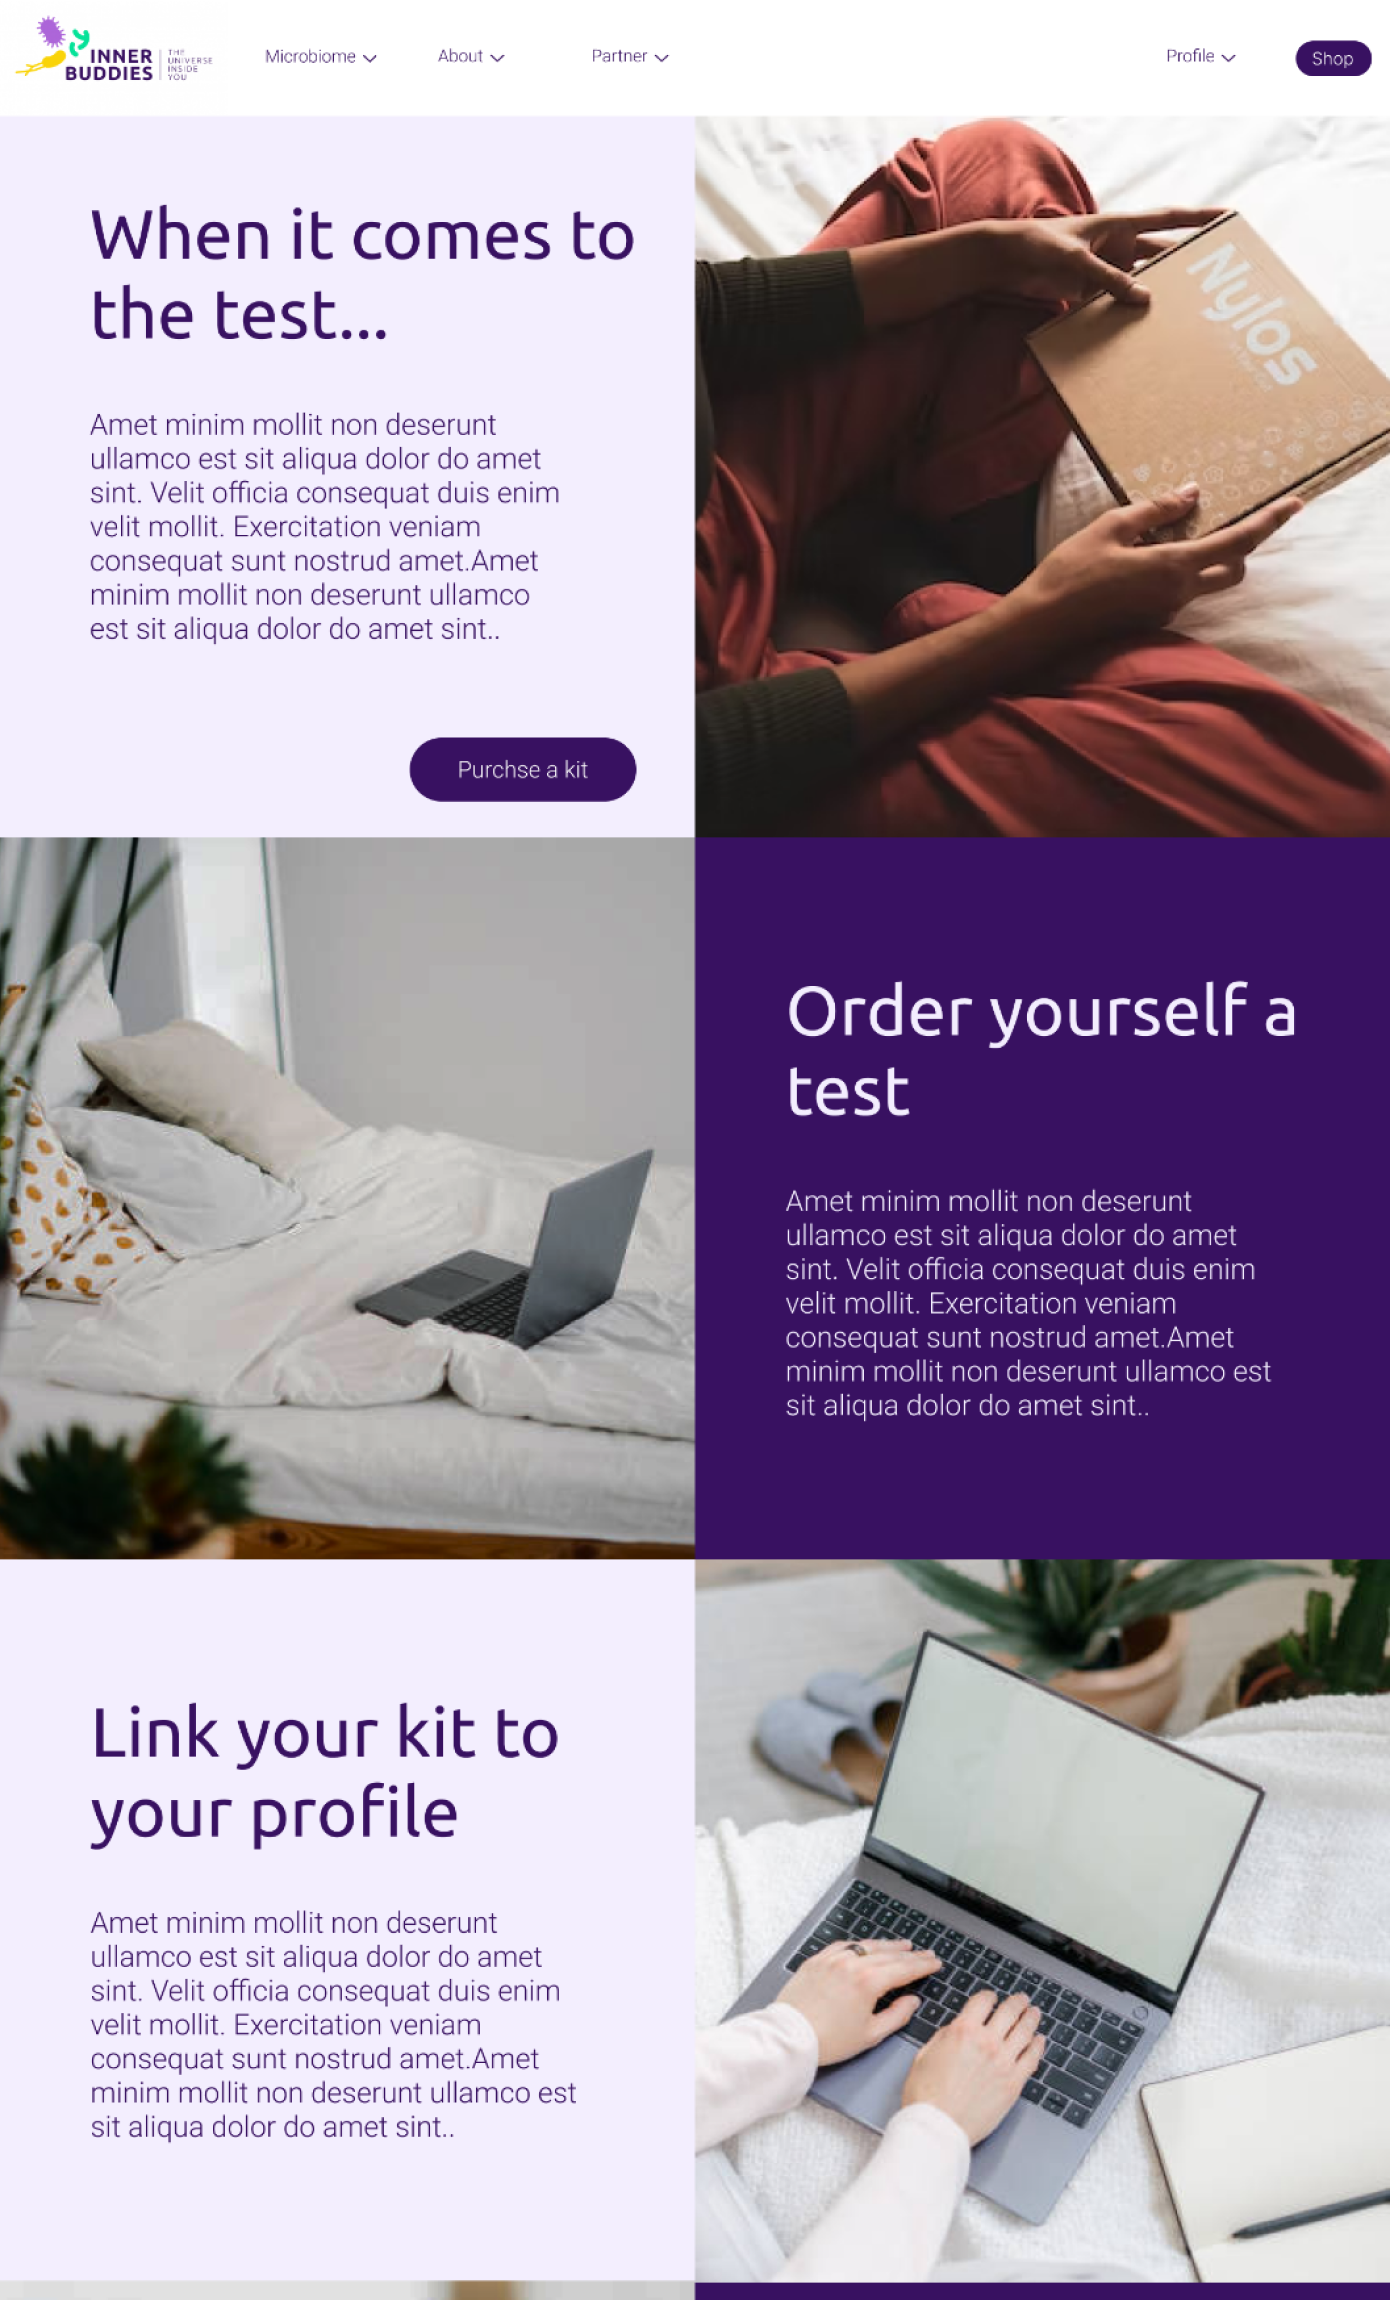 INNER
BUDDIES
THE
UNIVERSE
INSIDE
YOU
Microbiome
About
Partner
Profile
Shop
When it comes to
the test...
Amet minim mollit non deserunt
ullamco est sit aliqua dolor do amet
sint. Velit officia consequat duis enim
velit mollit. Exercitation veniam
consequat sunt nostrud amet.Amet
minim mollit non deserunt ullamco
est sit aliqua dolor do amet sint..
Purchse a kit
Nylos
Order yourself a
test
Amet minim mollit non deserunt
ullamco est sit aliqua dolor do amet
sint. Velit officia consequat duis enim
velit mollit. Exercitation veniam
consequat sunt nostrud amet.Amet
minim mollit non deserunt ullamco est
sit aliqua dolor do amet sint..
Link your kit to
your profile
Amet minim mollit non deserunt
ullamco est sit aliqua dolor do amet
sint. Velit officia consequat duis enim
velit mollit. Exercitation veniam
consequat sunt nostrud amet.Amet
minim mollit non deserunt ullamco est
sit aliqua dolor do amet sint..